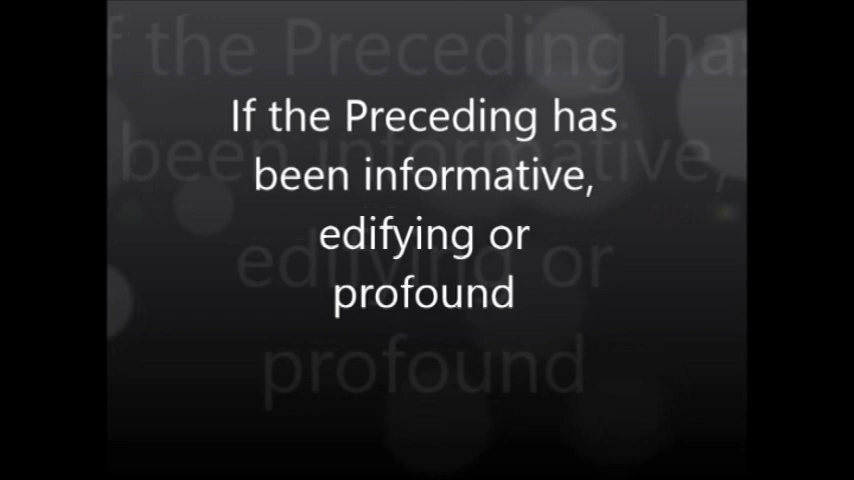 If the Preceding has
been informative,
edifying or
profound